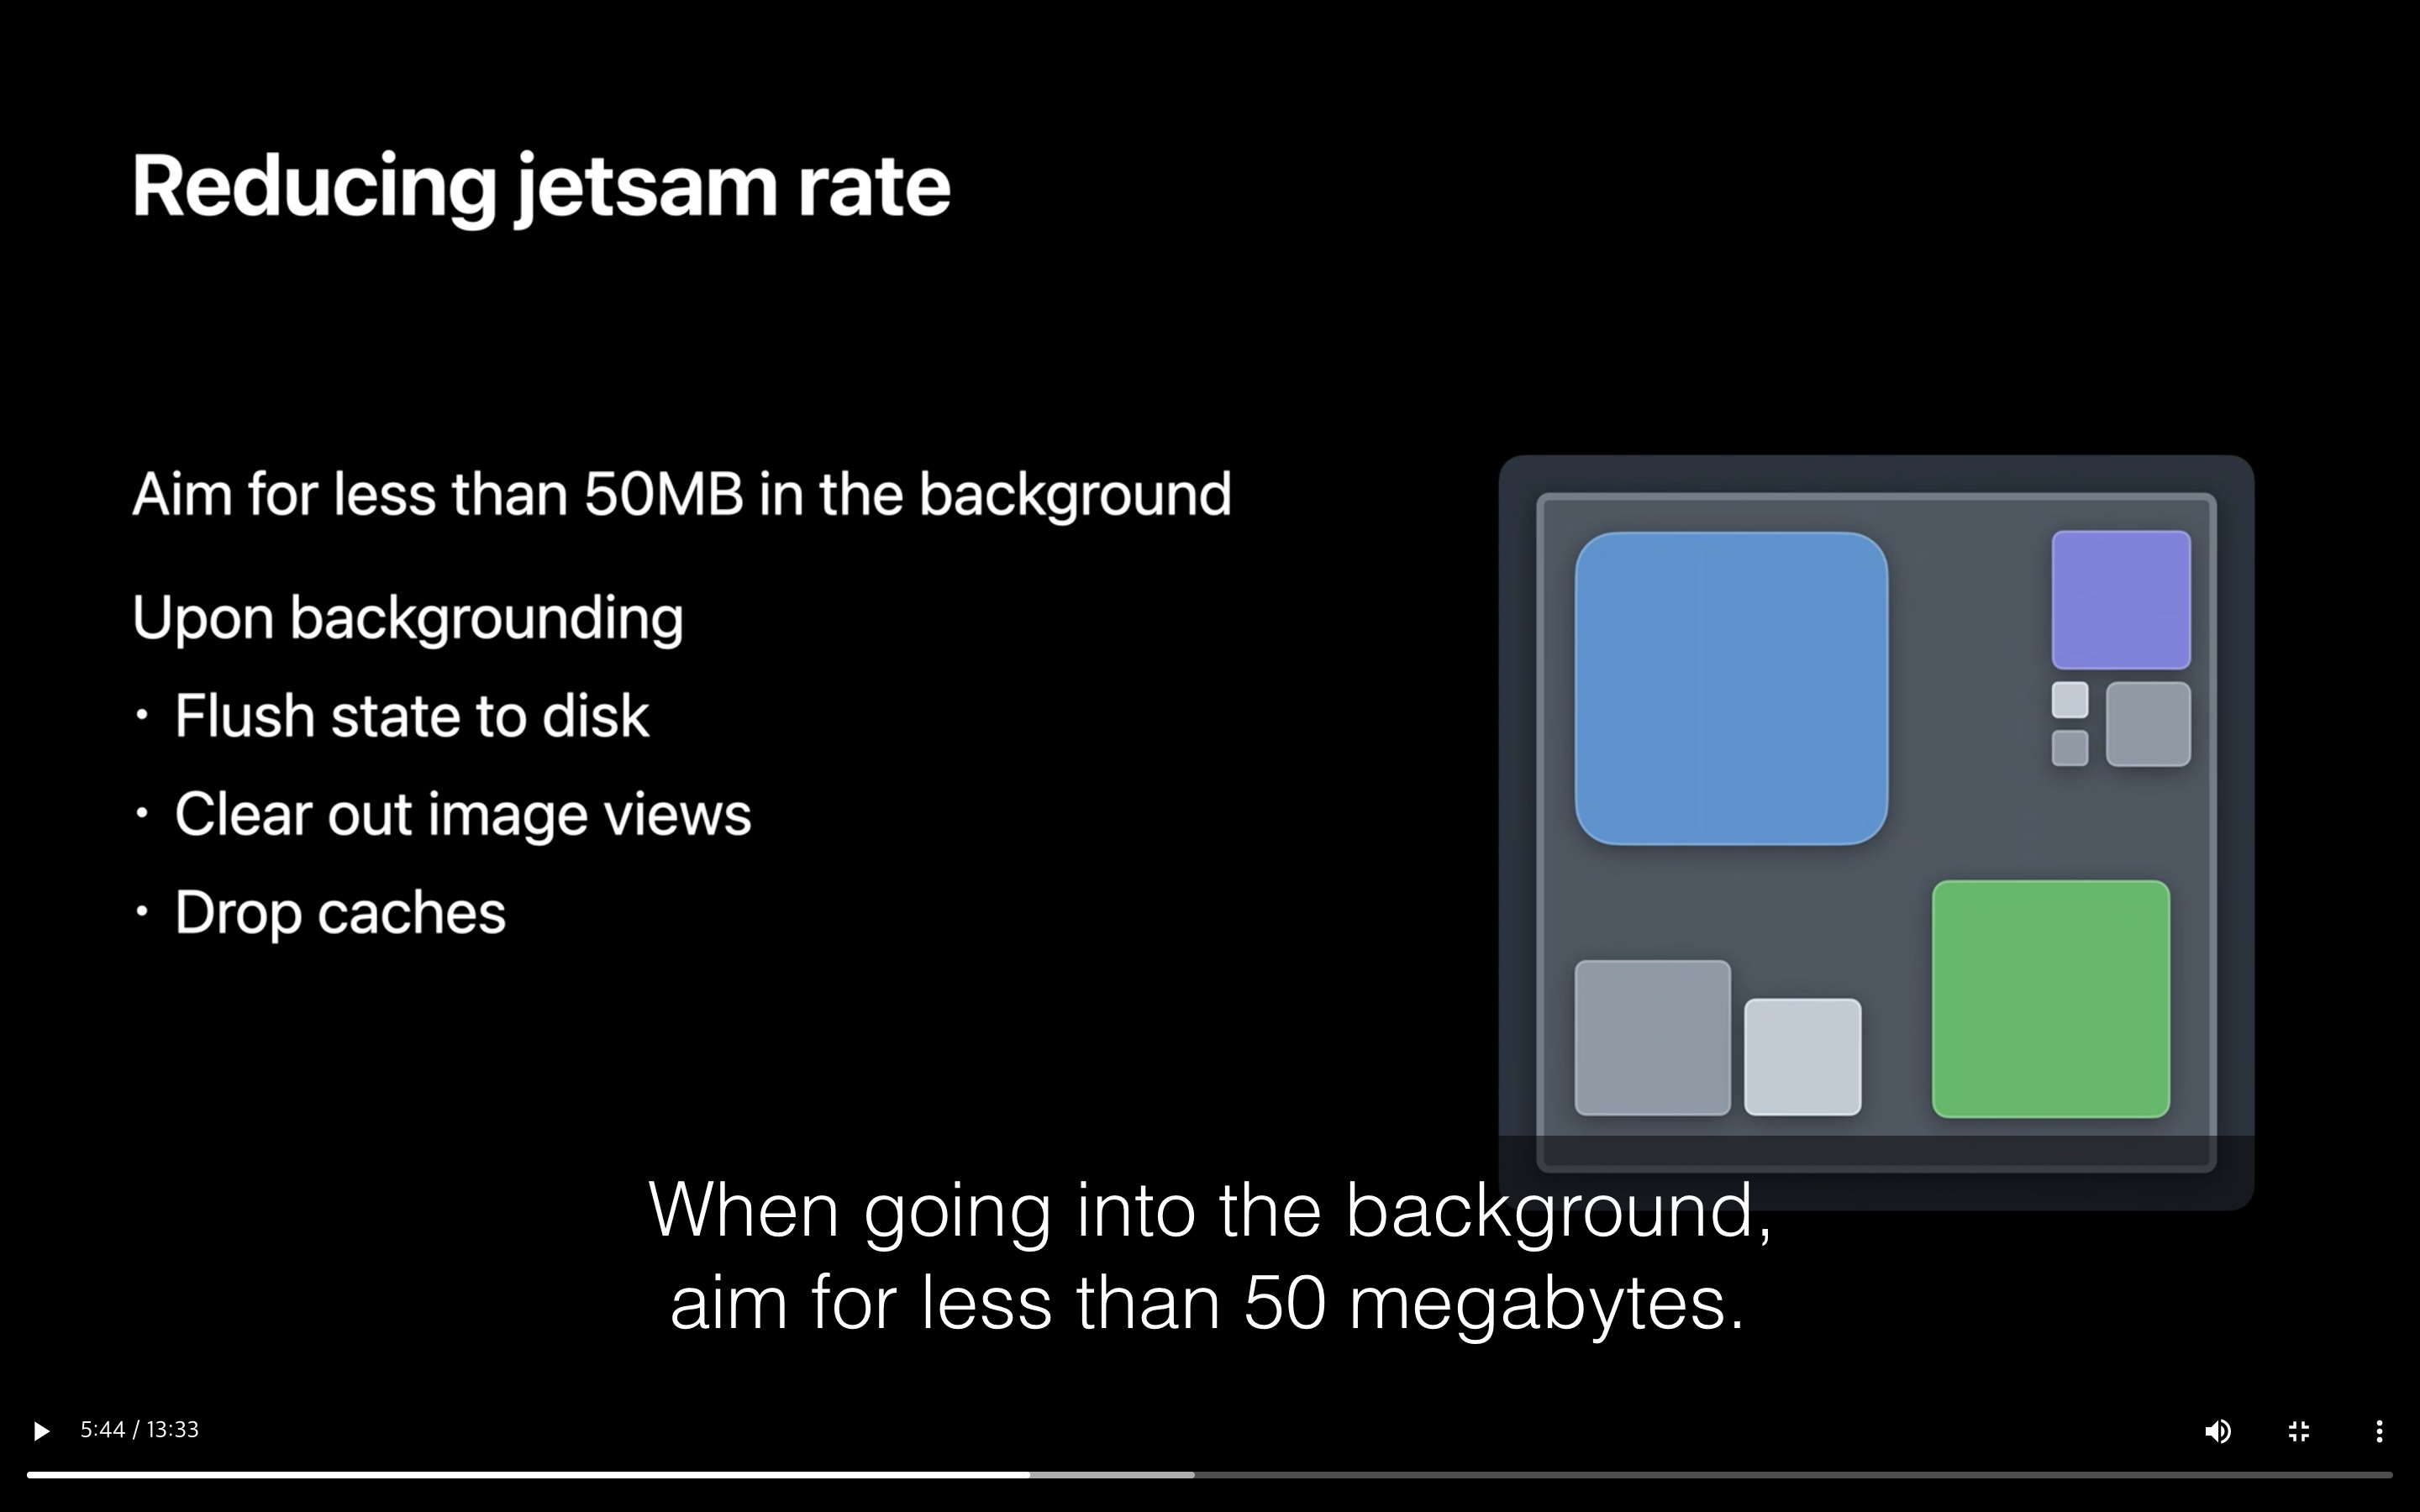 Reducing jetsam rate
Aim for less than 50MB in the background
Upon backgrounding
• Flush state to disk
• Clear out image views
• Drop caches
When going into the background,
aim for less than 50 megabytes.
5:44 / 13:33